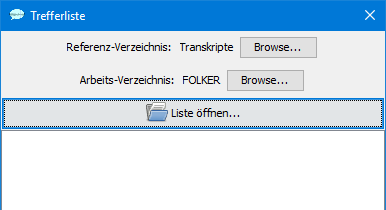 Trefferliste
Referenz-Verzeichnis: Transkripte Browse...
Arbeits-Verzeichnis: FOLKER Browse...
Liste öffnen...